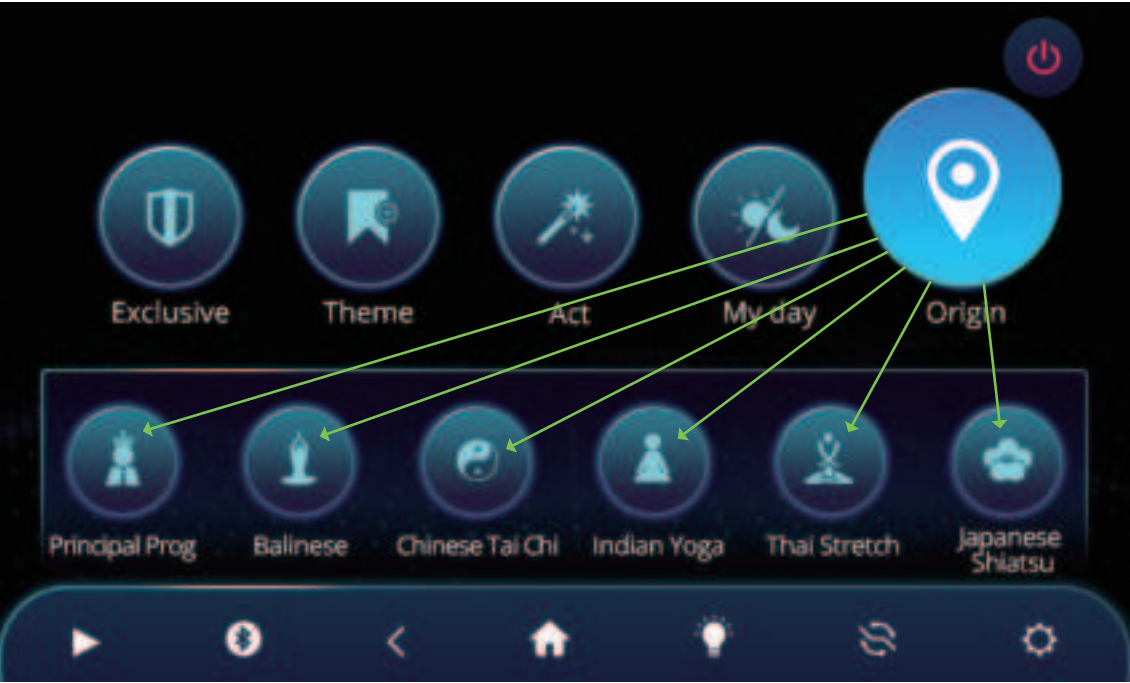 Exclusive
Theme
Act
My day
Origin
Principal Prog
Balinese
Chinese Tai Chi
Indian Yoga
Thai Stretch
Japanese
Shiatsu